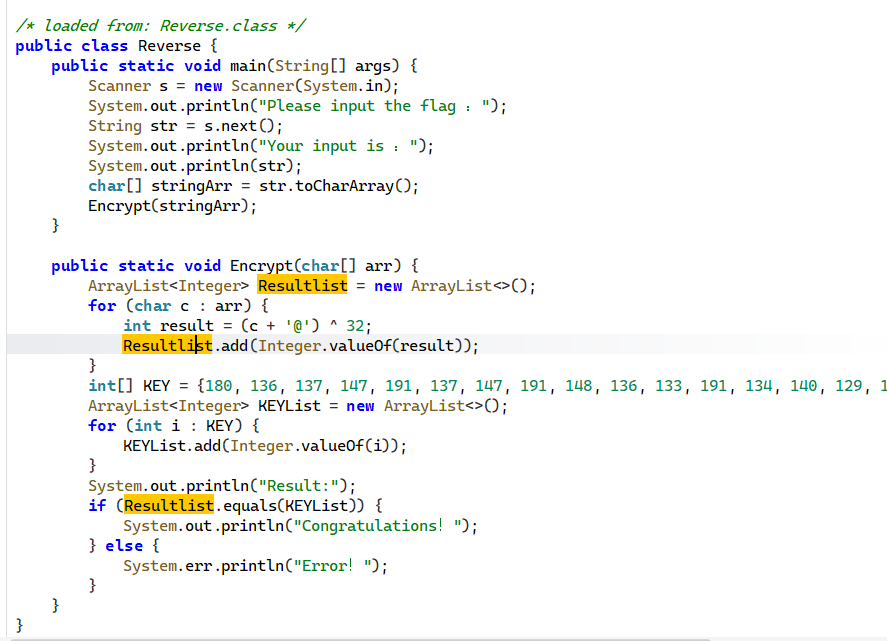 /* loaded from: Reverse.class */
public class Reverse {
    public static void main(String[] args) {
        Scanner s = new Scanner(System.in);
        System.out.println("Please input the flag ：");
        String str = s.next();
        System.out.println("Your input is ：");
        System.out.println(str);
        char[] stringArr = str.toCharArray();
        Encrypt(stringArr);
    }

    public static void Encrypt(char[] arr) {
        ArrayList<Integer> Resultlist = new ArrayList<>();
        for (char c : arr) {
            int result = (c + '@') ^ 32;
            Resultlist.add(Integer.valueOf(result));
        }
        int[] KEY = {180, 136, 137, 147, 191, 137, 147, 191, 148, 136, 133, 191, 134, 140, 129, 1
        ArrayList<Integer> KEYList = new ArrayList<>();
        for (int i : KEY) {
            KEYList.add(Integer.valueOf(i));
        }
        System.out.println("Result:");
        if (Resultlist.equals(KEYList)) {
            System.out.println("Congratulations！");
        } else {
            System.err.println("Error！");
        }
    }
}